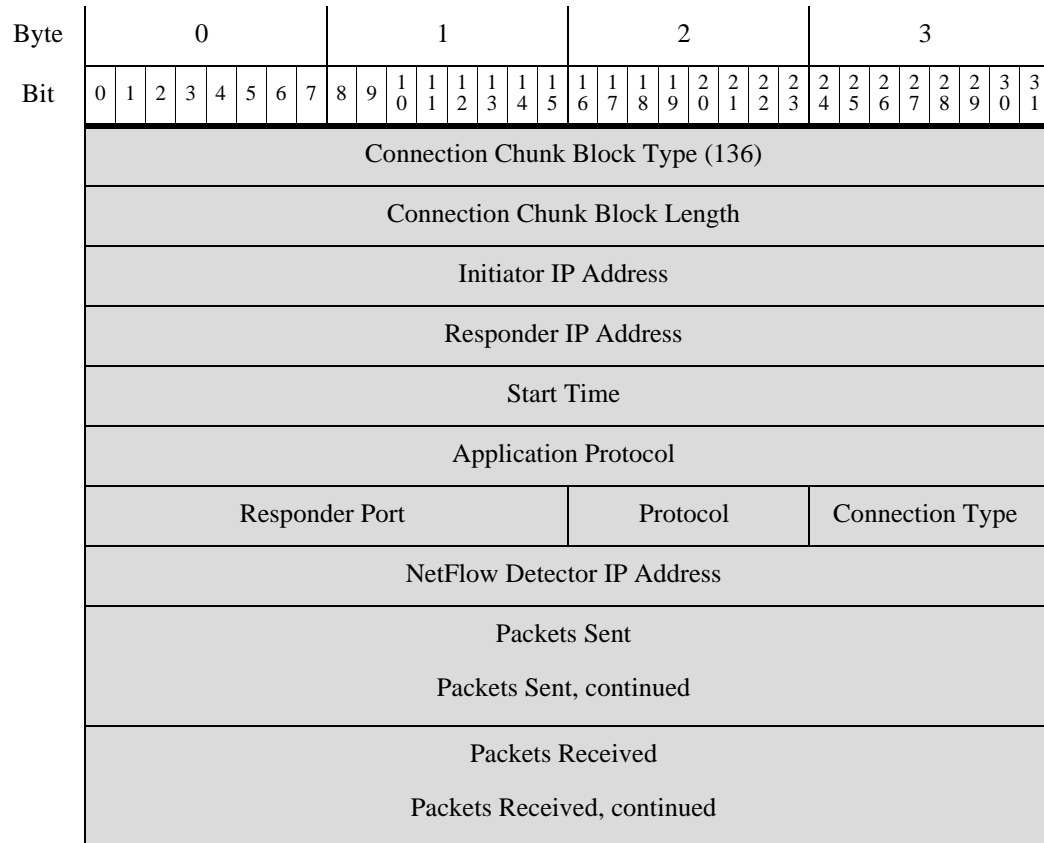 Byte 0 1 2 3
Bit 0 1 2 3 4 5 6 7 8 9 10 11 12 13 14 15 16 17 18 19 20 21 22 23 24 25 26 27 28 29 30 31
Connection Chunk Block Type (136)
Connection Chunk Block Length
Initiator IP Address
Responder IP Address
Start Time
Application Protocol
Responder Port Protocol Connection Type
NetFlow Detector IP Address
Packets Sent
Packets Sent, continued
Packets Received
Packets Received, continued